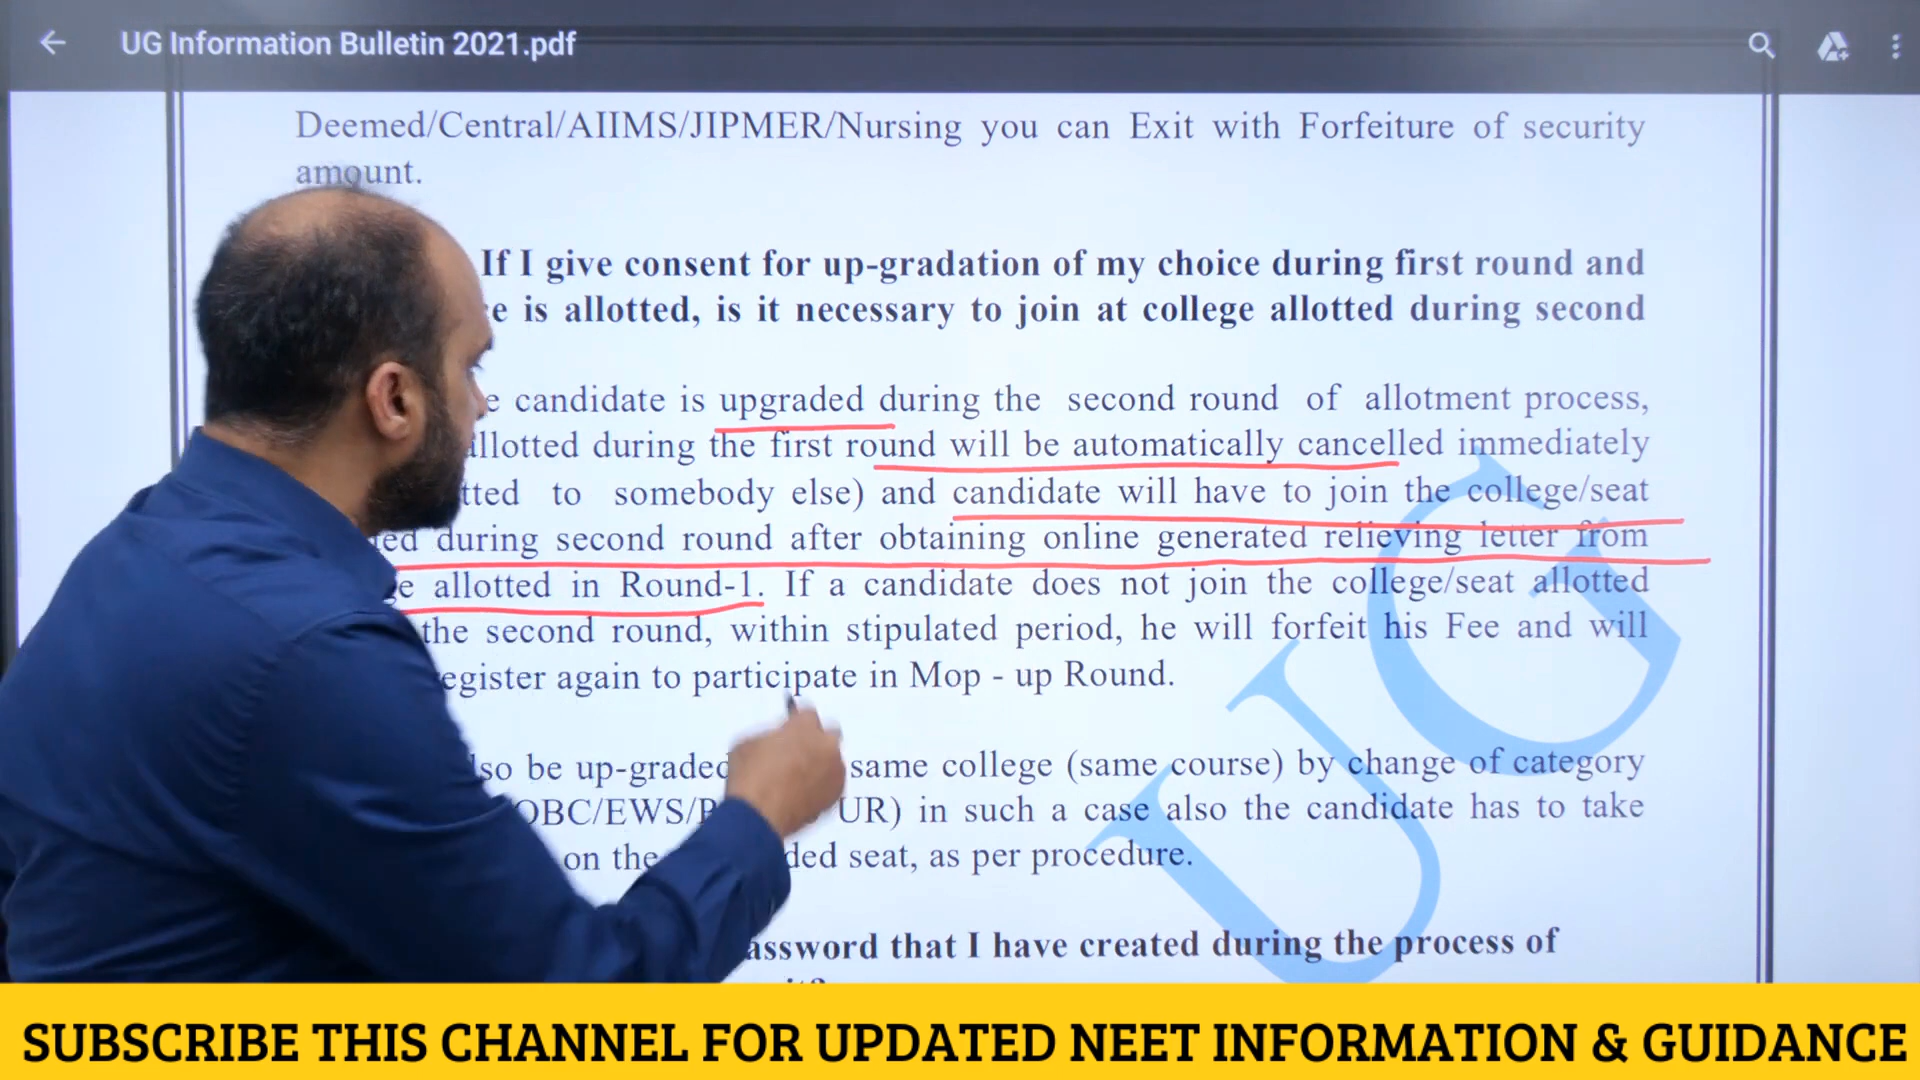 UG Information Bulletin 2021.pdf
Deemed/Central/AIIMS/JIPMER/Nursing you can Exit with Forfeiture of security
amount.
If I give consent for up-gradation of my choice during first round and
is allotted, is it necessary to join at college allotted during second
candidate is upgraded during the second round of allotment process,
allotted during the first round will be automatically cancelled immediately
to somebody else) and candidate will have to join the college/seat
during second round after obtaining online generated relieving letter from
allotted in Round-1. If a candidate does not join the college/seat allotted
the second round, within stipulated period, he will forfeit his Fee and will
register again to participate in Mop - up Round.
be up-graded same college (same course) by change of category
OBC/EWS/ UR) in such a case also the candidate has to take
on the seat, as per procedure.
password that I have created during the process of
UG
SUBSCRIBE THIS CHANNEL FOR UPDATED NEET INFORMATION & GUIDANCE